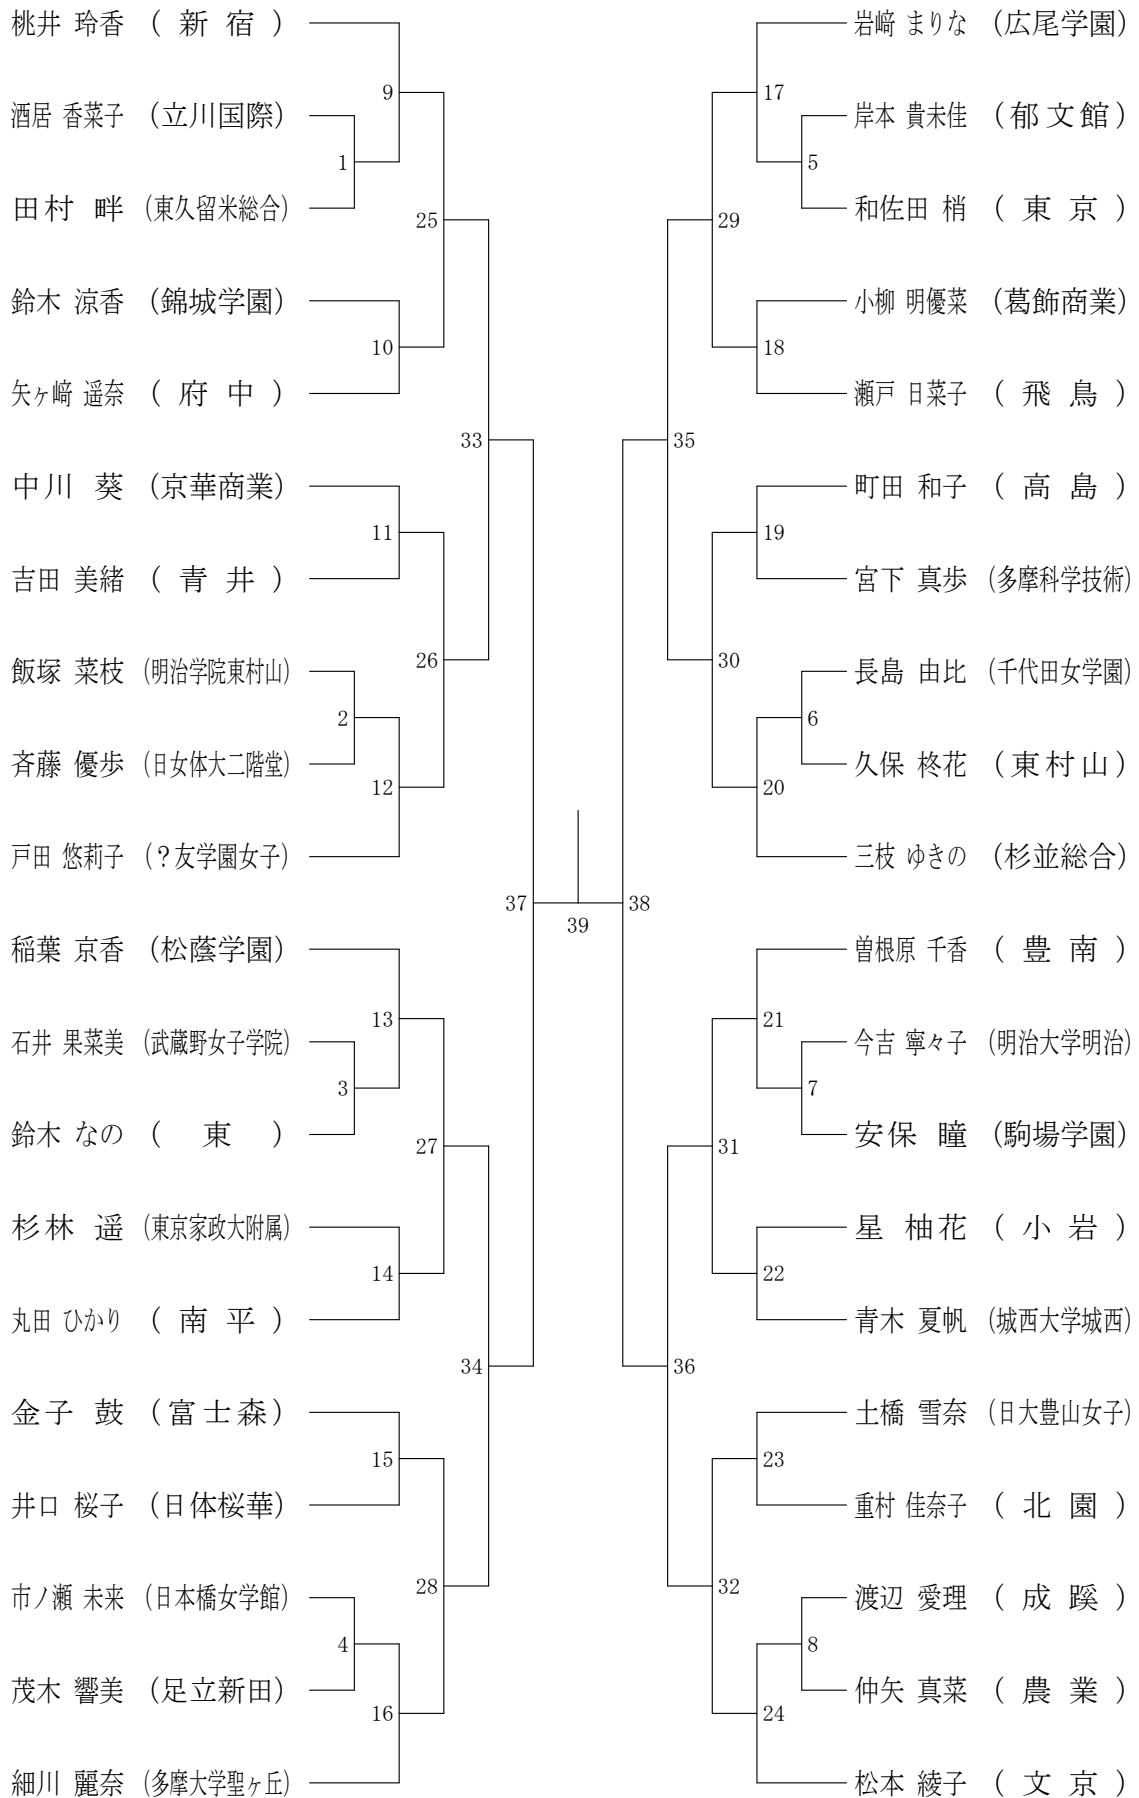 桃井 玲香 ( 新 宿 )
9
酒居 香菜子 (立川国際)
1
田村 畔 (東久留米総合)
25
鈴木 涼香 (錦城学園)
10
矢ヶ﨑 遥奈 ( 府 中 )
33
中川 葵 (京華商業)
11
吉田 美緒 ( 青 井 )
26
飯塚 菜枝 (明治学院東村山)
2
斉藤 優歩 (日女体大二階堂)
12
戸田 悠莉子 (?友学園女子)
37
稲葉 京香 (松蔭学園)
13
石井 果菜美 (武蔵野女子学院)
3
鈴木 なの ( 東 )
27
杉林 遥 (東京家政大附属)
14
丸田 ひかり ( 南 平 )
34
金子 鼓 (富士森)
15
井口 桜子 (日体桜華)
28
市ノ瀬 未来 (日本橋女学館)
4
茂木 響美 (足立新田)
16
細川 麗奈 (多摩大学聖ヶ丘)
39
岩﨑 まりな (広尾学園)
17
岸本 貴未佳 (郁文館)
5
和佐田 梢 ( 東 京 )
29
小柳 明優菜 (葛飾商業)
18
瀬戸 日菜子 ( 飛 鳥 )
35
町田 和子 ( 高 島 )
19
宮下 真歩 (多摩科学技術)
30
長島 由比 (千代田女学園)
6
久保 柊花 (東村山)
20
三枝 ゆきの (杉並総合)
38
曽根原 千香 ( 豊 南 )
21
今吉 寧々子 (明治大学明治)
7
安保 瞳 (駒場学園)
31
星 柚花 ( 小 岩 )
22
青木 夏帆 (城西大学城西)
36
土橋 雪奈 (日大豊山女子)
23
重村 佳奈子 ( 北 園 )
32
渡辺 愛理 ( 成 蹊 )
8
仲矢 真菜 ( 農 業 )
24
松本 綾子 ( 文 京 )